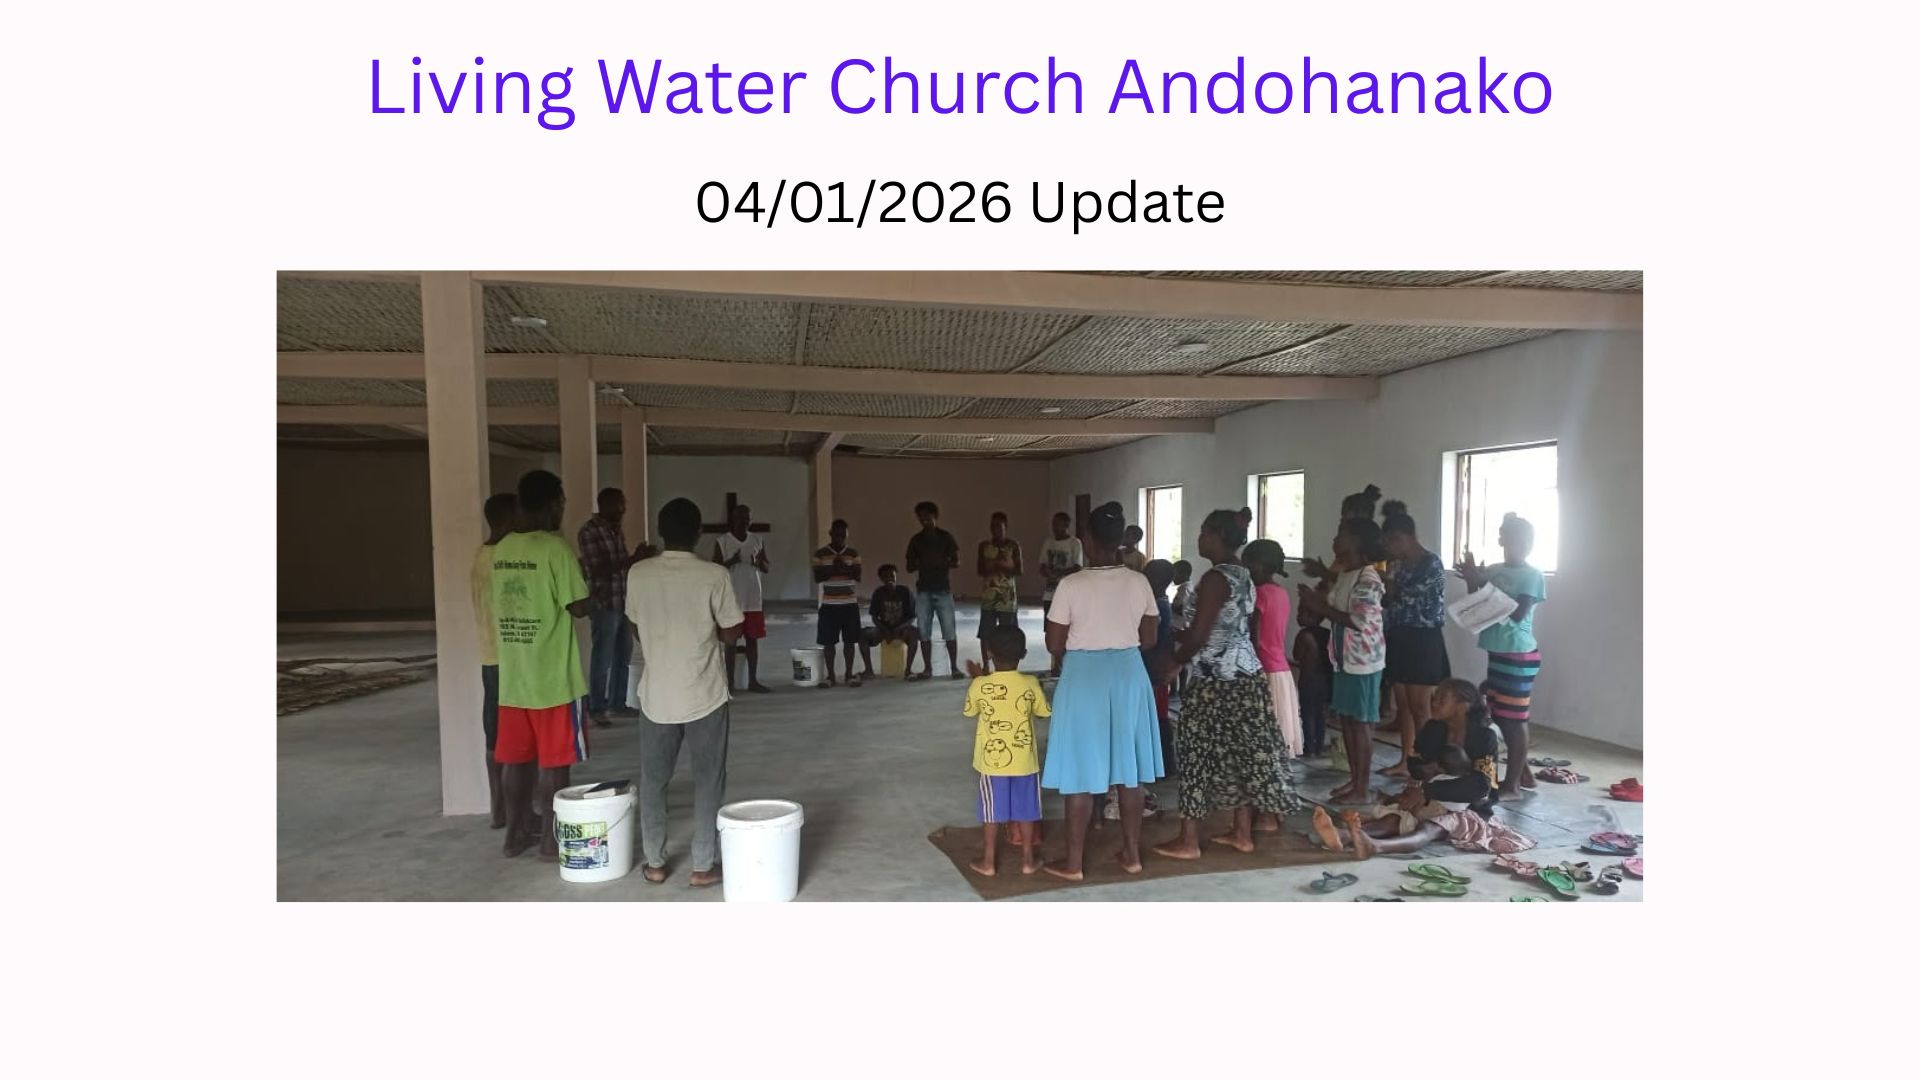 Living Water Church Andohanako
04/01/2026 Update